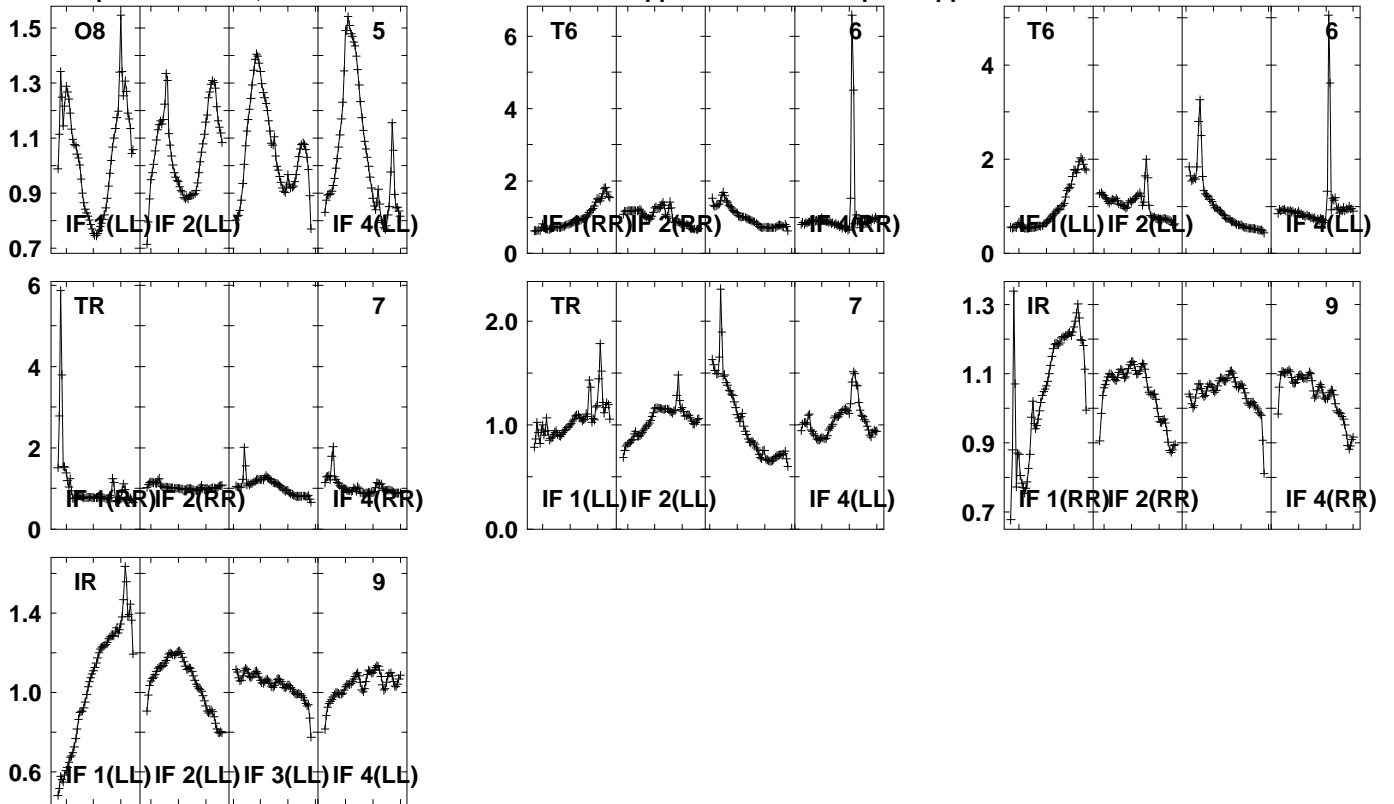 O8 5
1.5
1.3
1.1
0.9
0.7
IF 1(LL) IF 2(LL) IF 4(LL)
T6 6
6
4
2
0
IF 1(RR) IF 2(RR) IF 4(RR)
T6 6
4
2
0
IF 1(LL) IF 2(LL) IF 4(LL)
TR 7
6
4
2
0
IF 1(RR) IF 2(RR) IF 4(RR)
TR 7
2.0
1.0
0.0
IF 1(LL) IF 2(LL) IF 4(LL)
IR 9
1.3
1.1
0.9
0.7
IF 1(RR) IF 2(RR) IF 4(RR)
IR 9
1.4
1.0
0.6
IF 1(LL) IF 2(LL) IF 3(LL) IF 4(LL)